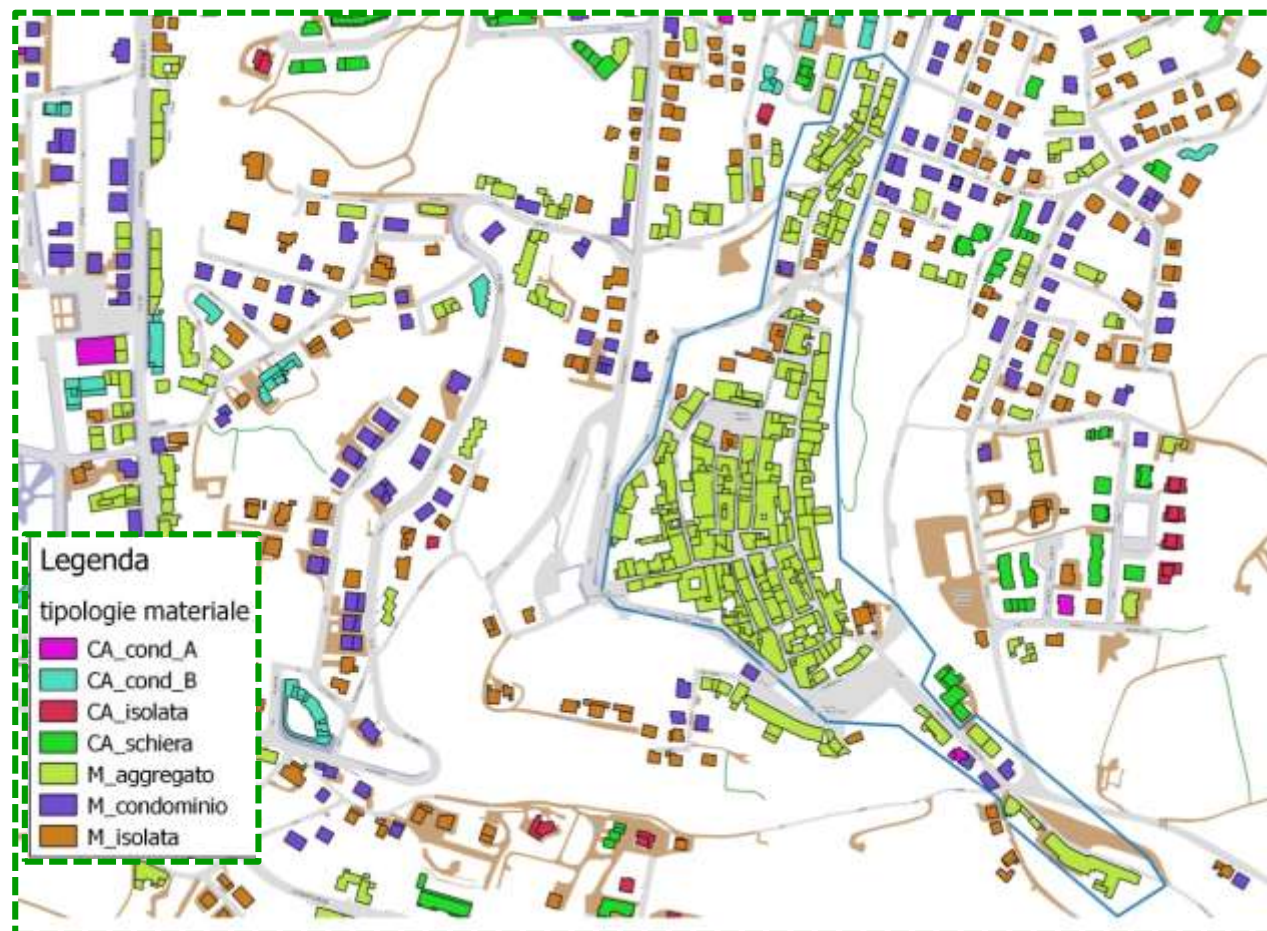 Legenda
tipologie materiale
CA_cond_A
CA_cond_B
CA_isolata
CA_schiera
M_aggregato
M_condominio
M_isolata